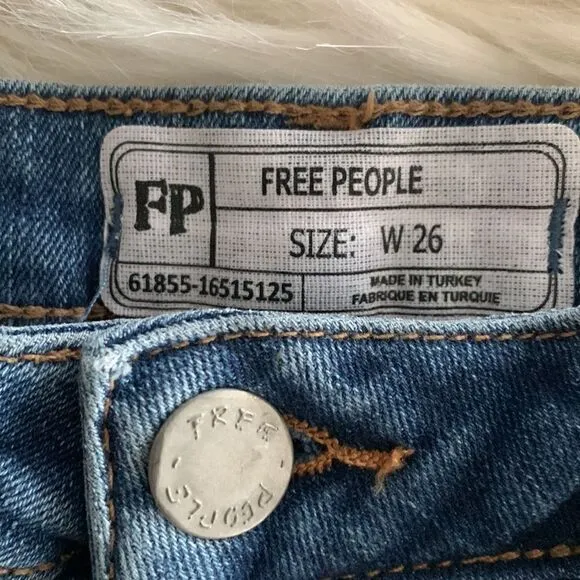 FP
FREE PEOPLE
SIZE: W 26
61855-16515125
MADE IN TURKEY
FABRIQUE EN TURQUIE
FREE
PEOPLE